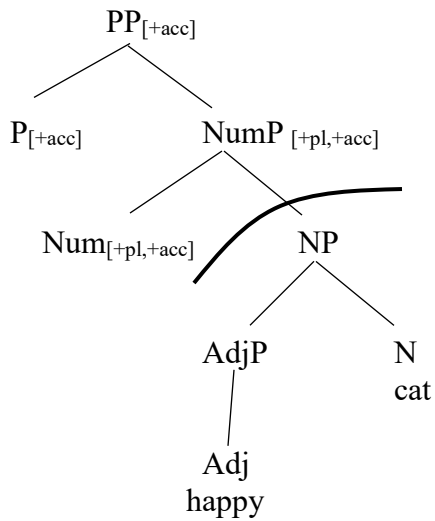 PP[+acc]
P[+acc] NumP [+pl,+acc]
Num[+pl,+acc] NP
AdjP N
cat
Adj
happy